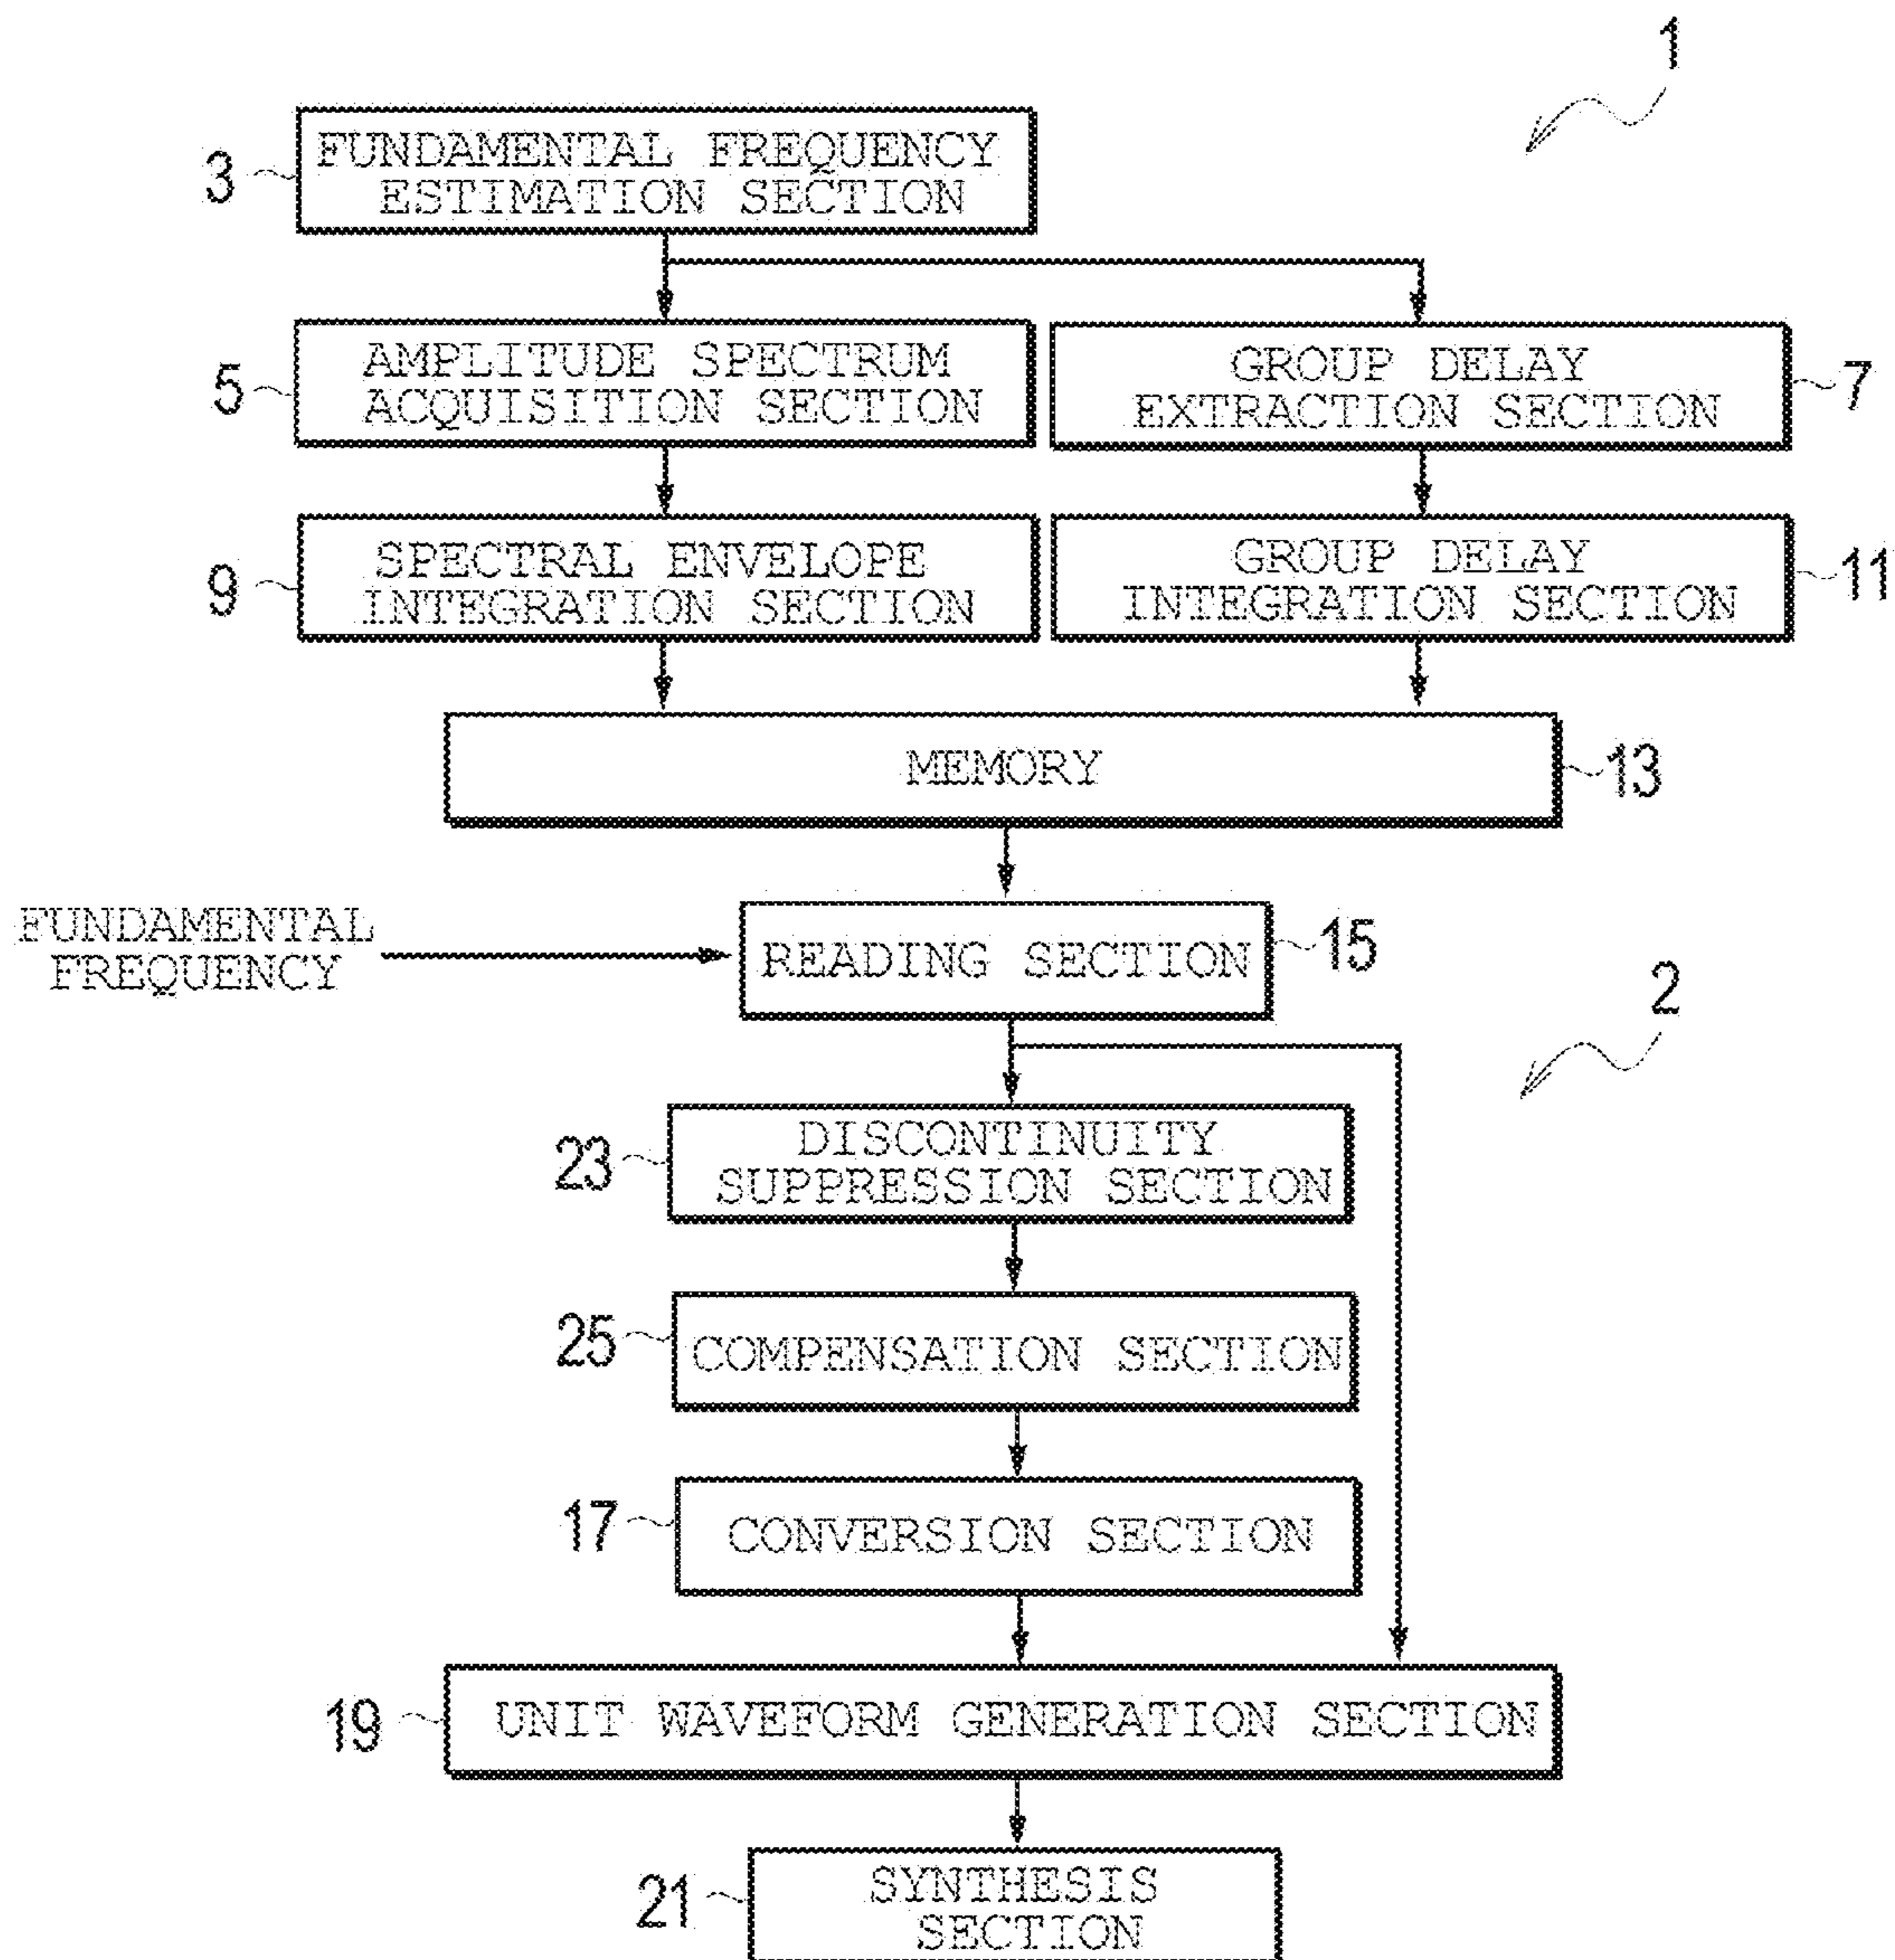 1
3
FUNDAMENTAL FREQUENCY
ESTIMATION SECTION
5
AMPLITUDE SPECTRUM
ACQUISITION SECTION
GROUP DELAY
EXTRACTION SECTION
7
9
SPECTRAL ENVELOPE
INTEGRATION SECTION
GROUP DELAY
INTEGRATION SECTION
11
MEMORY
13
FUNDAMENTAL
FREQUENCY
READING SECTION
15
2
23
DISCONTINUITY
SUPPRESSION SECTION
25
COMPENSATION SECTION
17
CONVERSION SECTION
19
UNIT WAVEFORM GENERATION SECTION
21
SYNTHESIS
SECTION